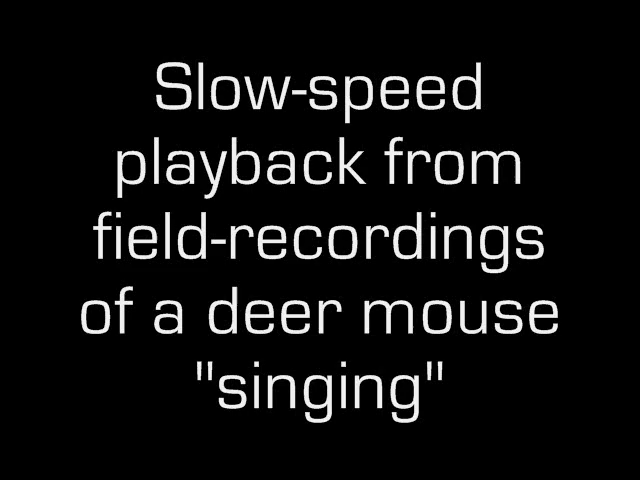 Slow-speed
playback from
field-recordings
of a deer mouse
"singing"